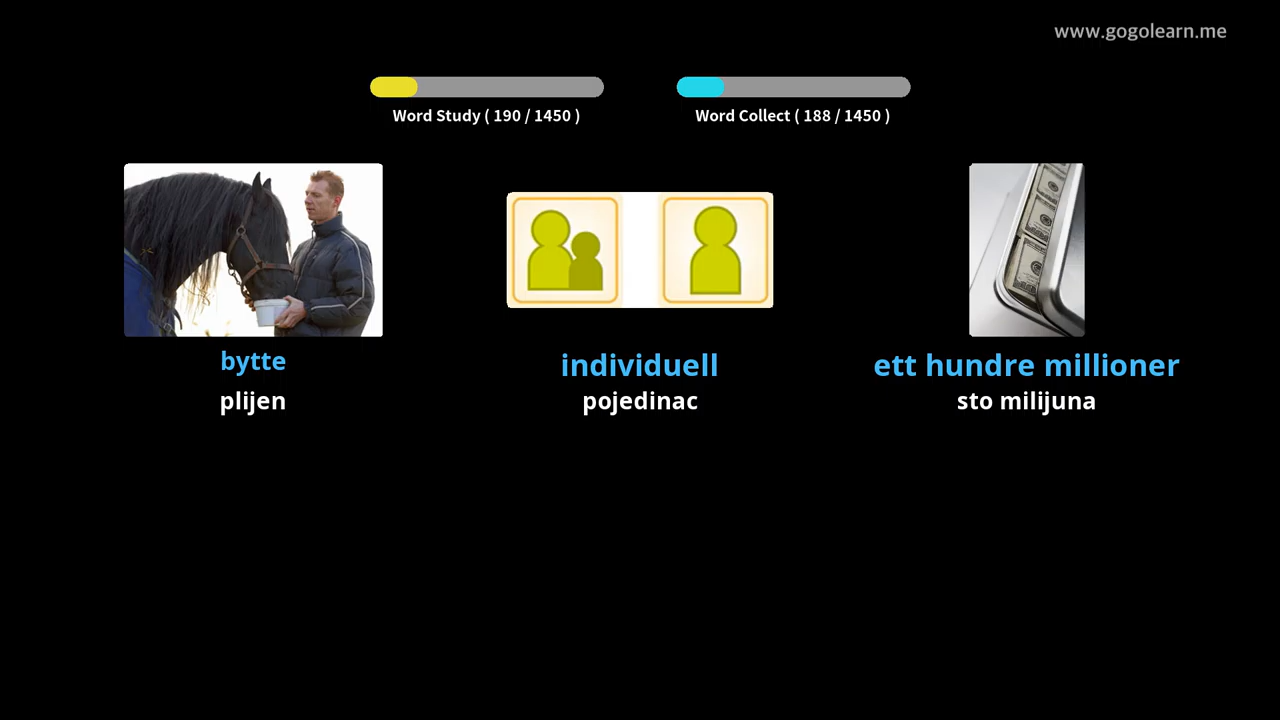 www.gogolearn.me
Word Study ( 190 / 1450 )
Word Collect ( 188 / 1450 )
bytte
plijen
individuell
pojedinac
ett hundre millioner
sto milijuna